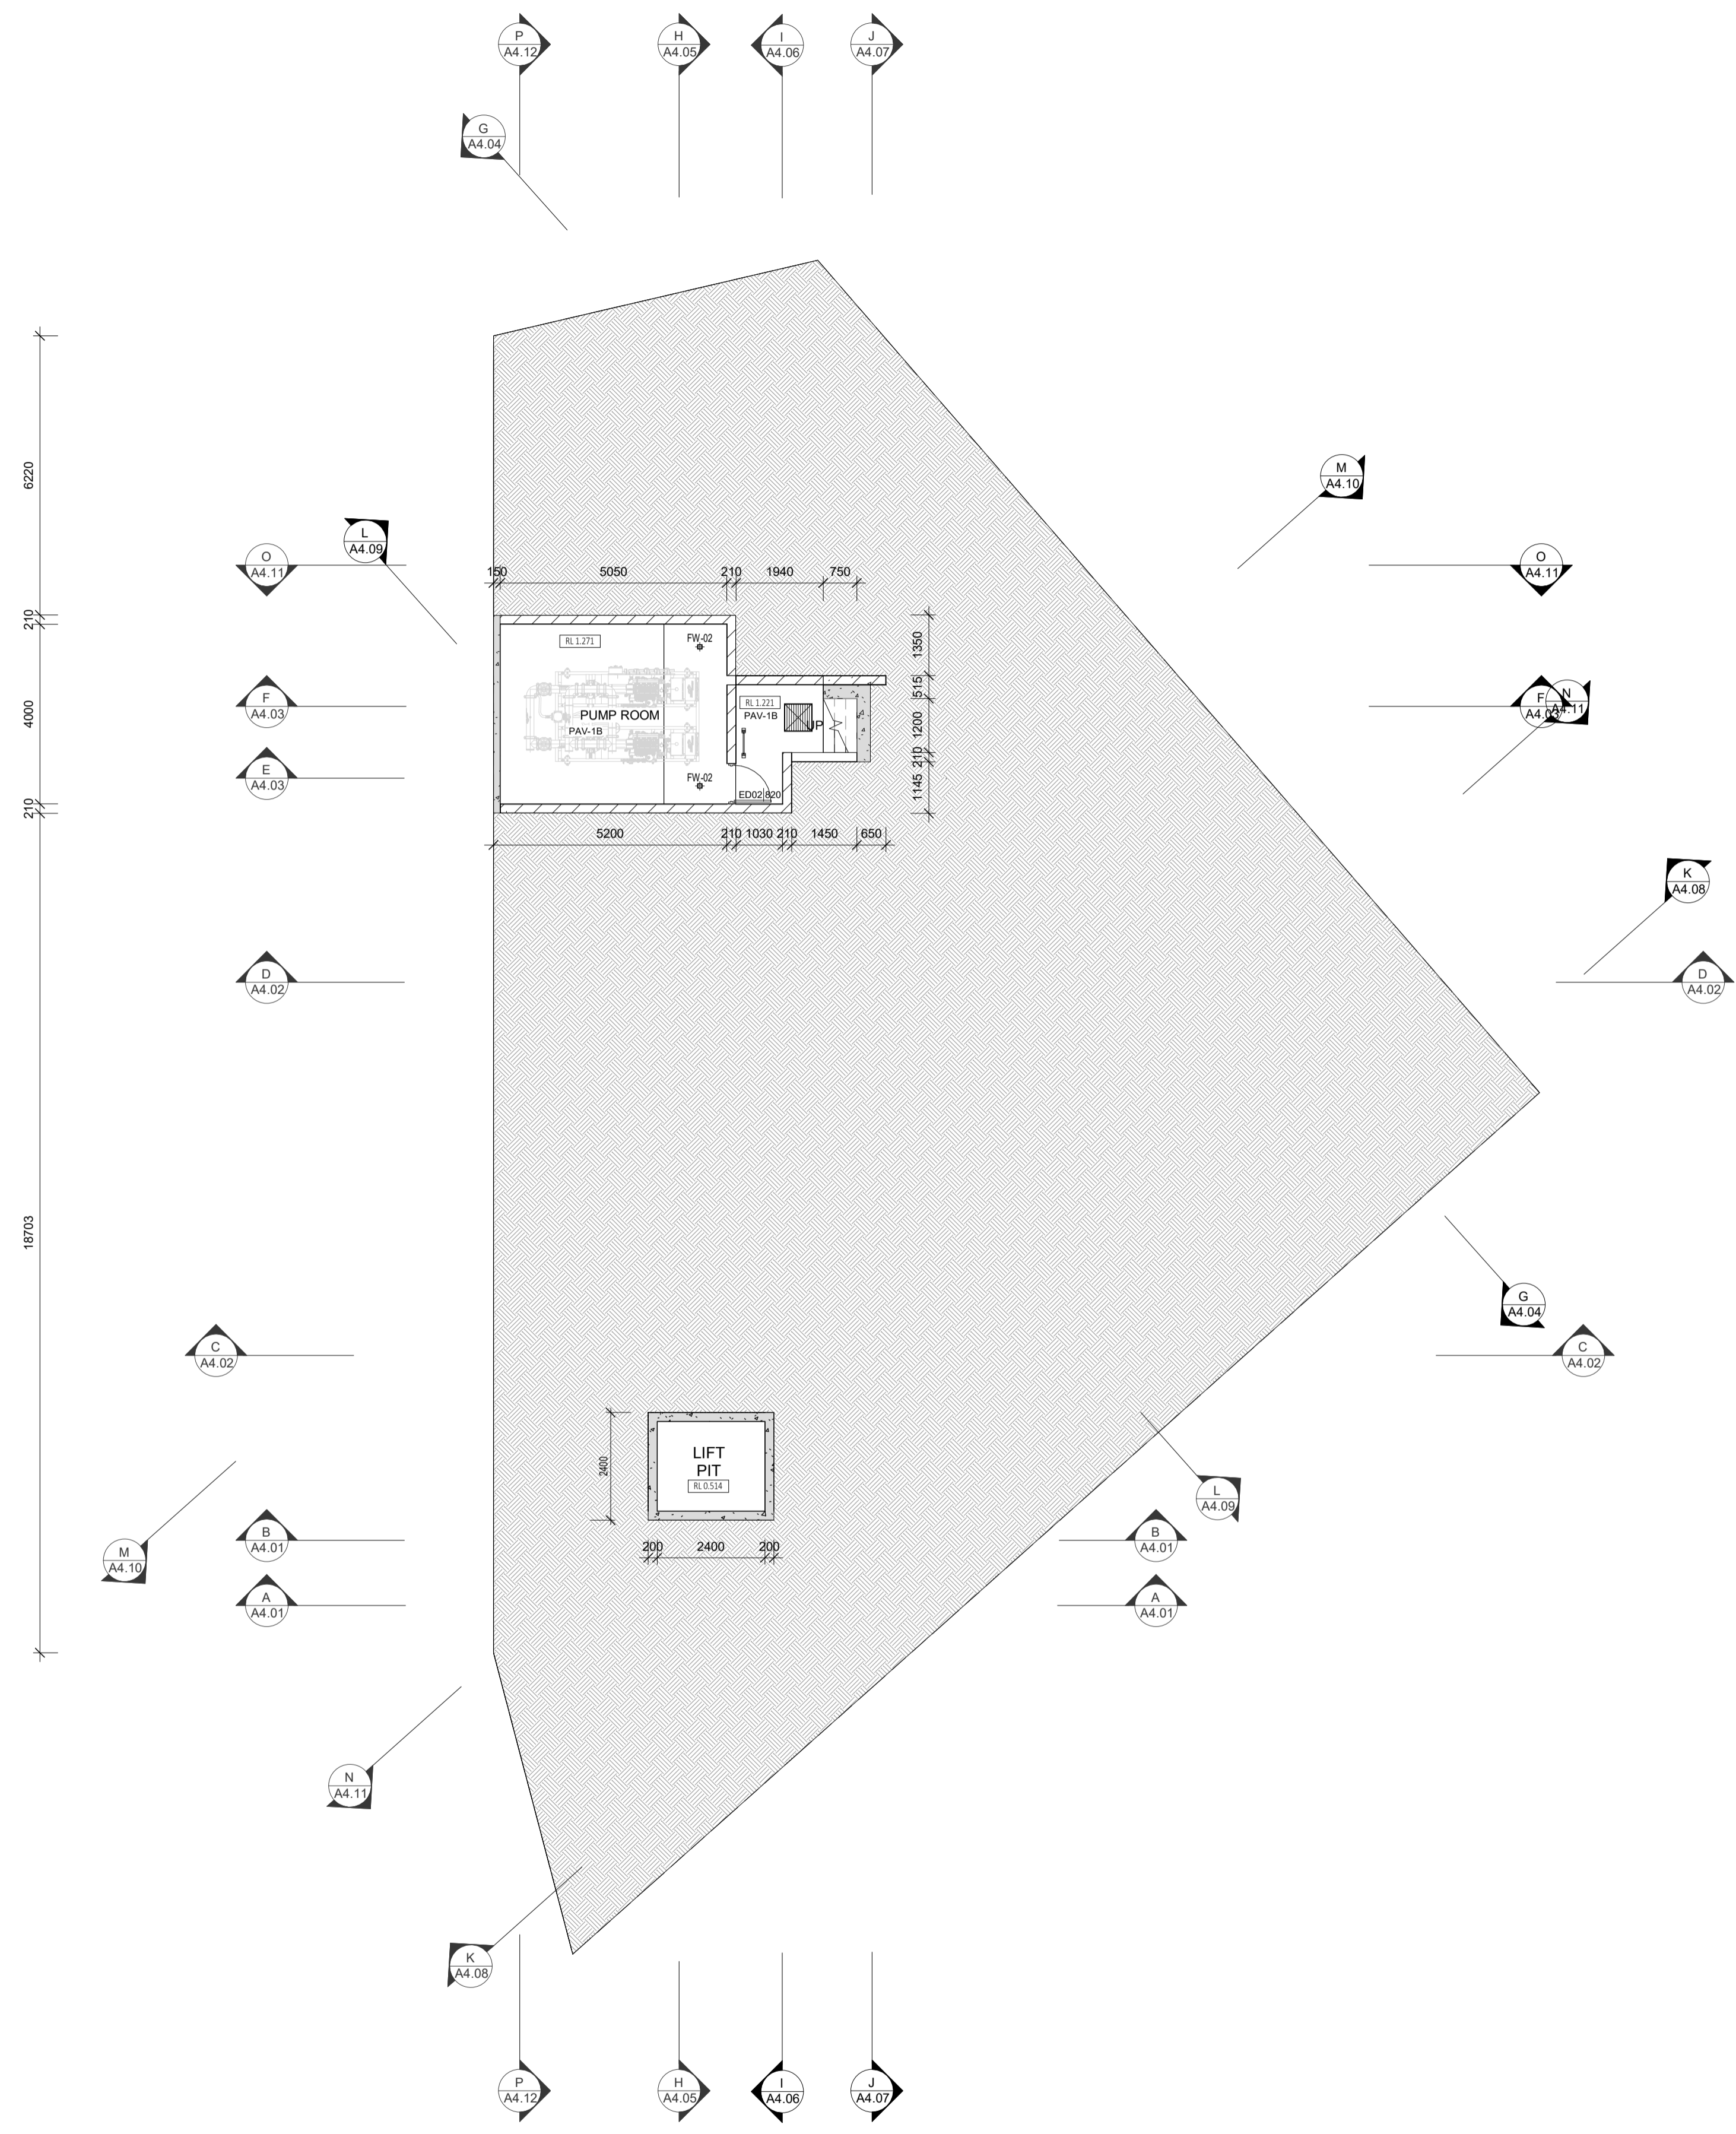 P
A4.12
H
A4.05
I
A4.06
J
A4.07
G
A4.04
M
A4.10
L
A4.09
O
A4.11
O
A4.11
6220
210
4000
210
18703
150
5050
210
1940
750
RL 1.271
FW-02
1350
515
1200
210
1145
F
A4.03
F
A4.03
N
A4.11
RL 1.221
PAV-1B
UP
PUMP ROOM
PAV-1B
E
A4.03
FW-02
ED02
820
5200
210
1030
210
1450
650
K
A4.08
D
A4.02
D
A4.02
G
A4.04
C
A4.02
C
A4.02
2400
LIFT
PIT
RL 0.514
200
2400
200
L
A4.09
M
A4.10
B
A4.01
B
A4.01
A
A4.01
A
A4.01
N
A4.11
K
A4.08
P
A4.12
H
A4.05
I
A4.06
J
A4.07